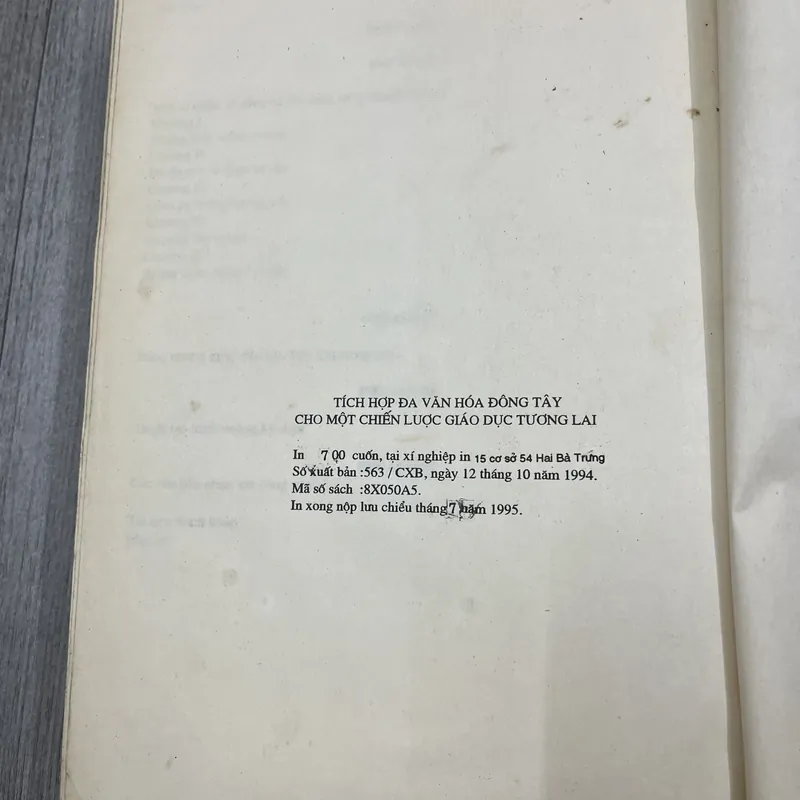 TÍCH HỢP ĐA VĂN HÓA ĐÔNG TÂY
CHO MỘT CHIẾN LƯỢC GIÁO DỤC TƯƠNG LAI
In 700 cuốn, tại xí nghiệp in 15 cơ sở 54 Hai Bà Trưng
Số xuất bản :563 / CXB, ngày 12 tháng 10 năm 1994.
Mã số sách :8X050A5.
In xong nộp lưu chiểu tháng 7 năm 1995.